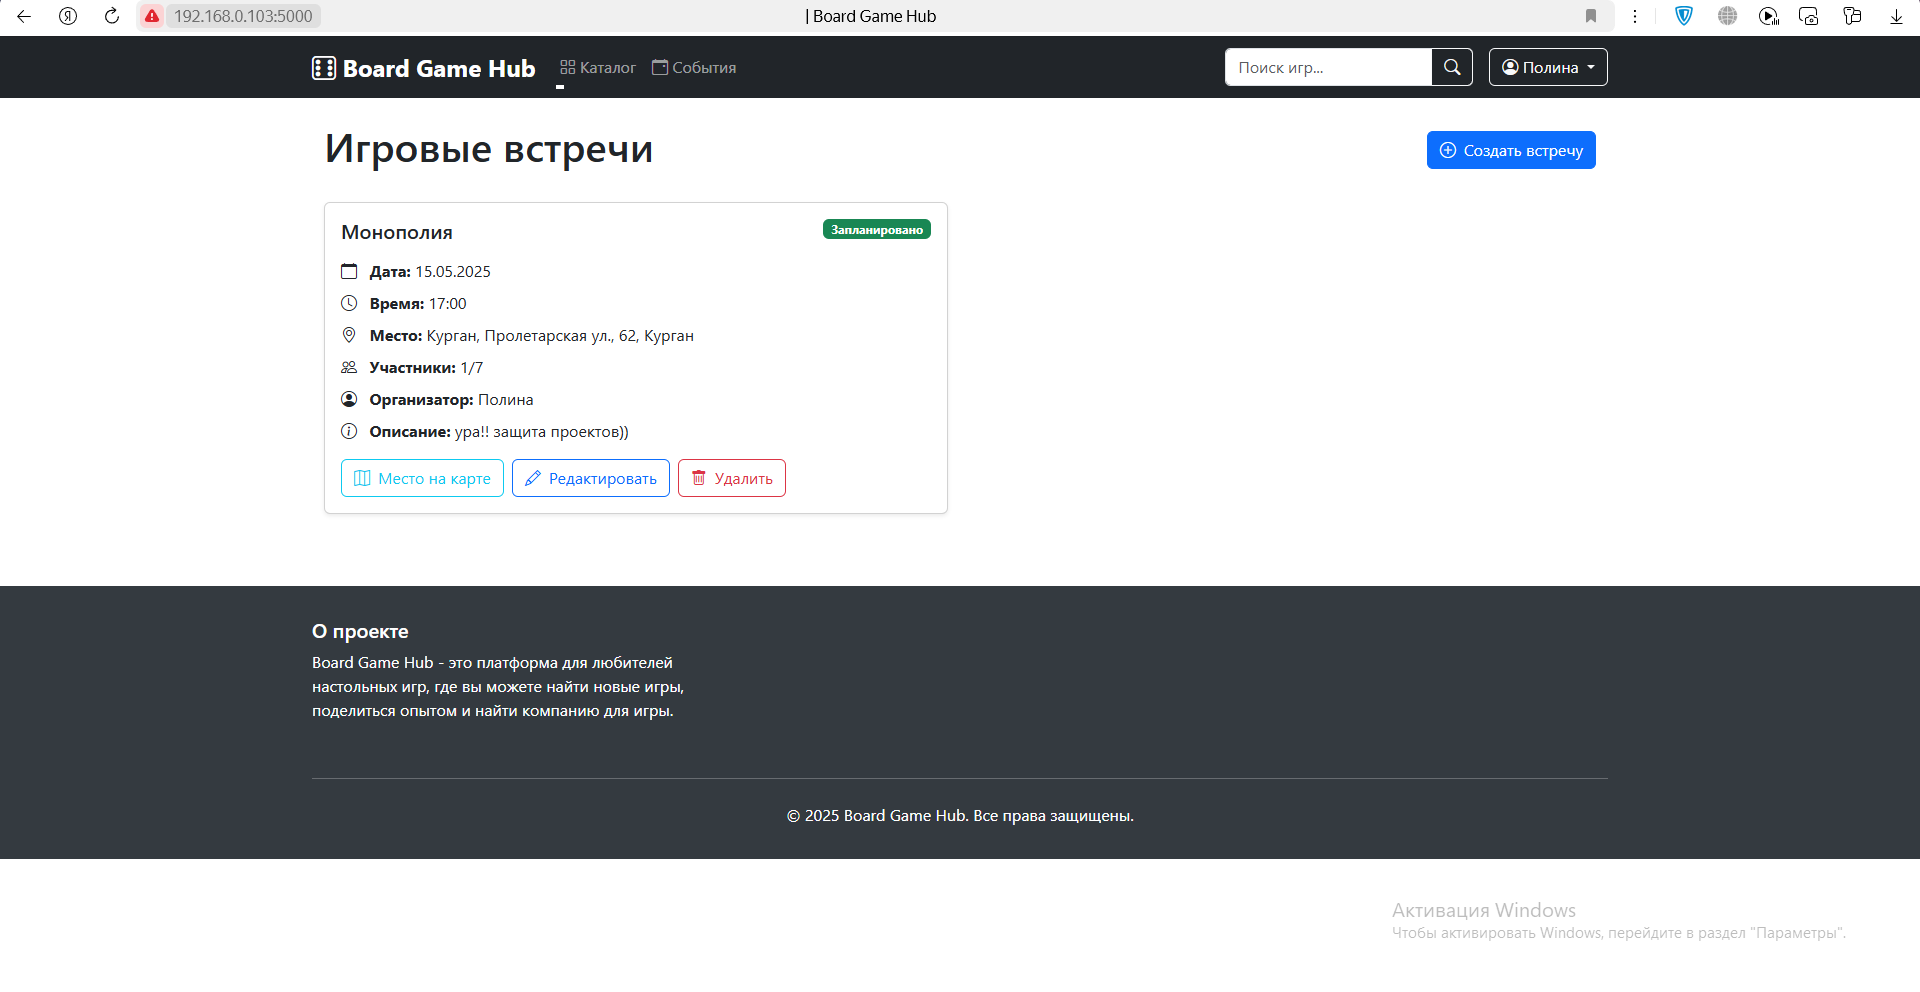 192.168.0.103:5000
| Board Game Hub
Board Game Hub
Каталог
События
Поиск игр...
Полина
Игровые встречи
Создать встречу
Монополия
Запланировано
Дата: 15.05.2025
Время: 17:00
Место: Курган, Пролетарская ул., 62, Курган
Участники: 1/7
Организатор: Полина
Описание: ура!! защита проектов))
Место на карте
Редактировать
Удалить
О проекте
Board Game Hub - это платформа для любителей
настольных игр, где вы можете найти новые игры,
поделиться опытом и найти компанию для игры.
© 2025 Board Game Hub. Все права защищены.
Активация Windows
Чтобы активировать Windows, перейдите в раздел "Параметры".